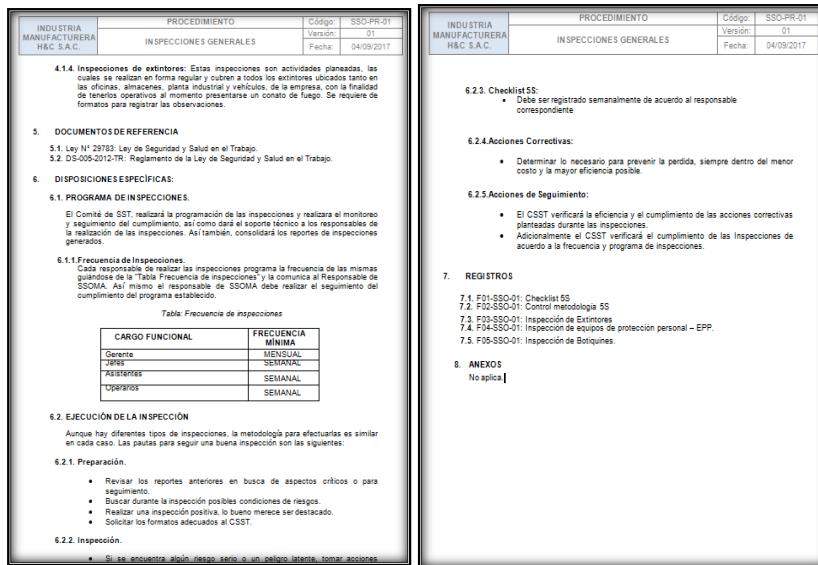 INDUSTRIA
MANUFACTURERA
H&C S.A.C.
PROCEDIMIENTO
INSPECCIONES GENERALES
Código:
SSO-PR-01
Versión:
01
Fecha:
04/09/2017
4.1.4. Inspecciones de extintores: Estas inspecciones son actividades planeadas, las
cuales se realizan en forma regular y cubren a todos los extintores ubicados tanto en
las oficinas, almacenes, planta industrial y vehículos, de la empresa, con la finalidad
de tenerlos operativos al momento presentarse un conato de fuego. Se requiere de
formatos para registrar las observaciones.
5. DOCUMENTOS DE REFERENCIA
5.1. Ley N° 29783: Ley de Seguridad y Salud en el Trabajo.
5.2. DS-005-2012-TR: Reglamento de la Ley de Seguridad y Salud en el Trabajo.
6. DISPOSICIONES ESPECÍFICAS:
6.1. PROGRAMA DE INSPECCIONES.
El Comité de SST, realizará la programación de las inspecciones y realizara el monitoreo
y seguimiento del cumplimiento, así como dará el soporte técnico a los responsables de
la realización de las inspecciones. Así también, consolidará los reportes de inspecciones
generados.
6.1.1.Frecuencia de Inspecciones.
Cada responsable de realizar las inspecciones programa la frecuencia de las mismas
guiándose de la "Tabla Frecuencia de inspecciones" y la comunica al Responsable de
SSOMA. Así mismo el responsable de SSOMA debe realizar el seguimiento del
cumplimiento del programa establecido.
Tabla: Frecuencia de inspecciones
CARGO FUNCIONAL
FRECUENCIA
MÍNIMA
Gerente
MENSUAL
Jefes
SEMANAL
Asistentes
SEMANAL
Operarios
SEMANAL
6.2. EJECUCIÓN DE LA INSPECCIÓN
Aunque hay diferentes tipos de inspecciones, la metodología para efectuarlas es similar
en cada caso. Las pautas para seguir una buena inspección son las siguientes:
6.2.1. Preparación.
• Revisar los reportes anteriores en busca de aspectos críticos o para
seguimiento.
• Buscar durante la inspección posibles condiciones de riesgos.
• Realizar una inspección positiva, lo bueno merece ser destacado.
• Solicitar los formatos adecuados al CSST.
6.2.2. Inspección.
• Si se encuentra algún riesgo serio o un peligro latente, tomar acciones
INDUSTRIA
MANUFACTURERA
H&C S.A.C.
PROCEDIMIENTO
INSPECCIONES GENERALES
Código:
SSO-PR-01
Versión:
01
Fecha:
04/09/2017
6.2.3. Checklist 5S:
• Debe ser registrado semanalmente de acuerdo al responsable
correspondiente
6.2.4.Acciones Correctivas:
• Determinar lo necesario para prevenir la perdida, siempre dentro del menor
costo y la mayor eficiencia posible.
6.2.5.Acciones de Seguimiento:
• El CSST verificará la eficiencia y el cumplimiento de las acciones correctivas
planteadas durante las inspecciones.
• Adicionalmente el CSST verificará el cumplimiento de las Inspecciones de
acuerdo a la frecuencia y programa de inspecciones.
7. REGISTROS
7.1. F01-SSO-01: Checklist 5S
7.2. F02-SSO-01: Control metodología 5S
7.3. F03-SSO-01: Inspección de Extintores
7.4. F04-SSO-01: Inspección de equipos de protección personal – EPP.
7.5. F05-SSO-01: Inspección de Botiquines.
8. ANEXOS
No aplica.